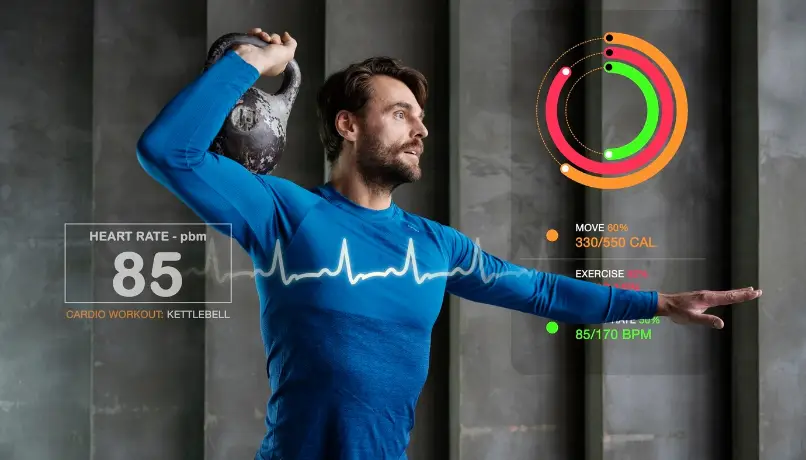 HEART RATE - pbm
85
CARDIO WORKOUT: KETTLEBELL
MOVE 60%
330/550 CAL
EXERCISE
85/170 BPM